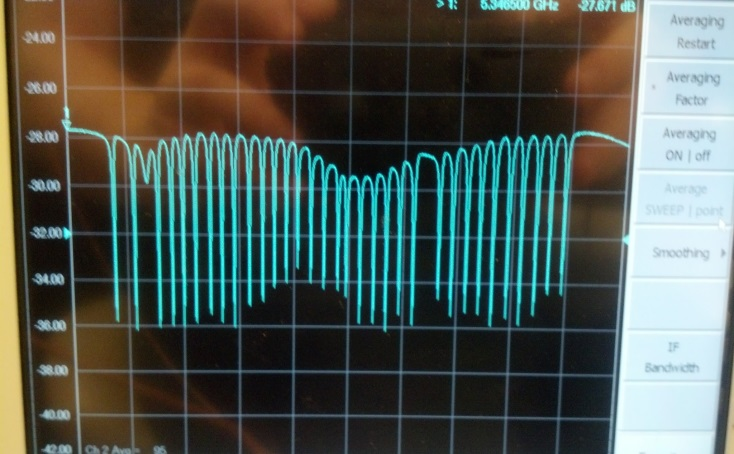 > 1: 5.346500 GHz -27.671 dB
-24.00
-26.00
-28.00
-30.00
-32.00
-34.00
-36.00
-38.00
-40.00
-42.00
Ch 2 Avg = 95
Averaging
Restart
Averaging
Factor
Averaging
ON | off
Average
SWEEP | point
Smoothing
IF
Bandwidth